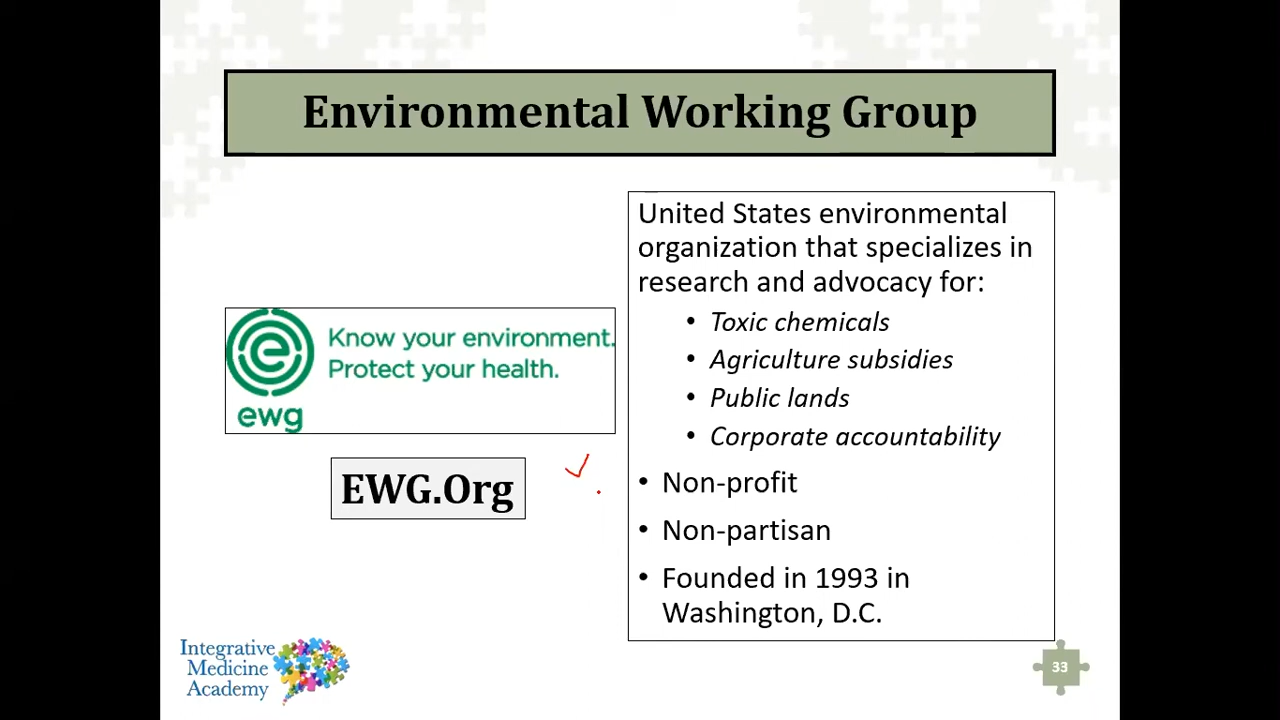 Environmental Working Group
Know your environment.
Protect your health.
ewg
EWG.Org
United States environmental
organization that specializes in
research and advocacy for:
• Toxic chemicals
• Agriculture subsidies
• Public lands
• Corporate accountability
• Non-profit
• Non-partisan
• Founded in 1993 in
Washington, D.C.
Integrative
Medicine
Academy
33